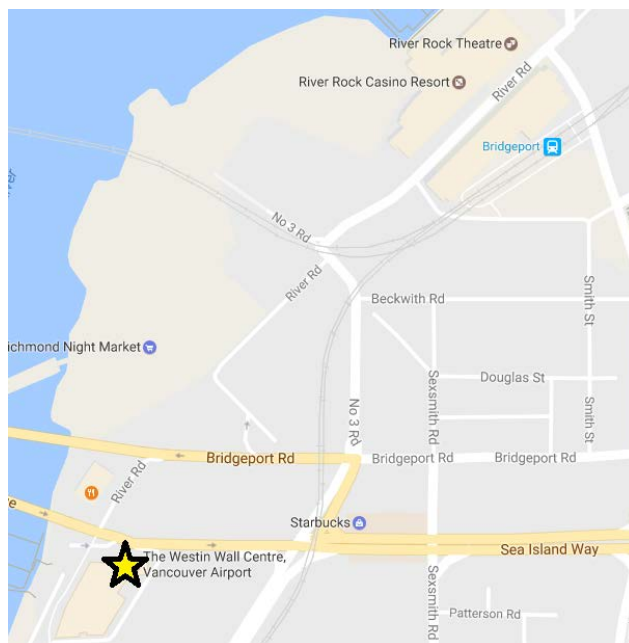 River Rock Theatre
River Rd
River Rock Casino Resort
Bridgeport
No 3 Rd
River Rd
Smith St
Beckwith Rd
ichmond Night Market
Sexsmith Rd
Douglas St
No 3 Rd
Smith St
Bridgeport Rd
Bridgeport Rd
Bridgeport Rd
River Rd
Starbucks
Sea Island Way
The Westin Wall Centre,
Vancouver Airport
Sexsmith Rd
Patterson Rd